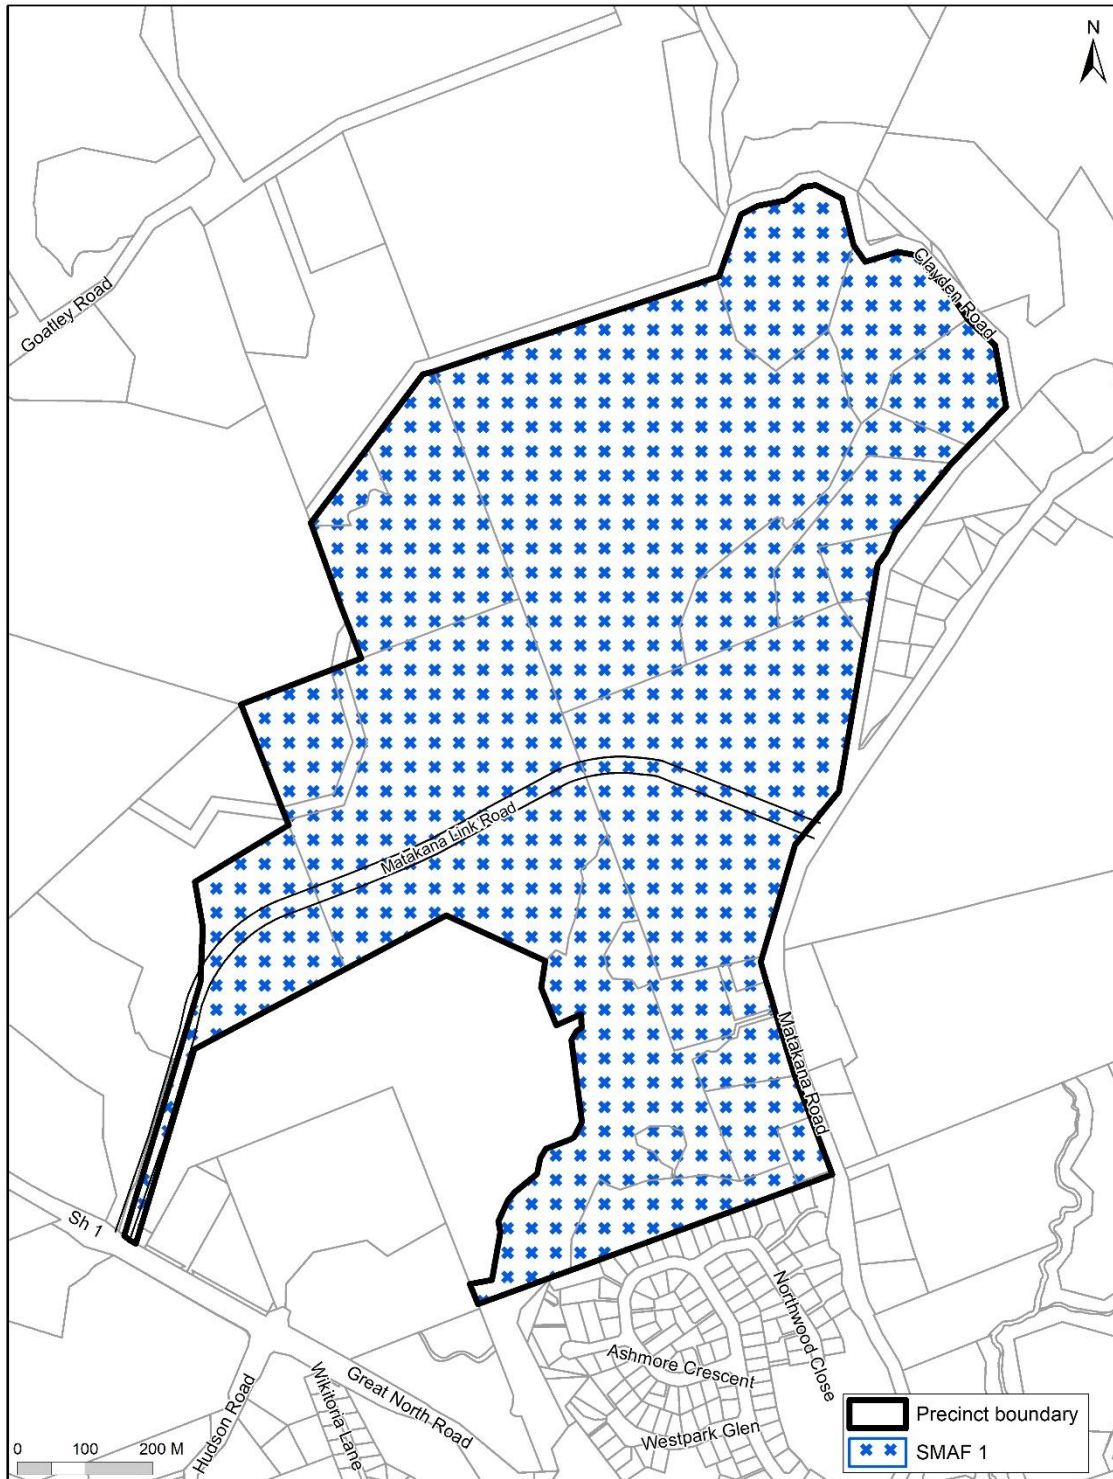 N
Goatley Road
Clayden Road
Matakana Link Road
Matakana Road
Sh 1
Northwood Close
Ashmore Crescent
Great North Road
Wikitoria Lane
Hudson Road
Westpark Glen
Precinct boundary
SMAF 1
0 100 200 M